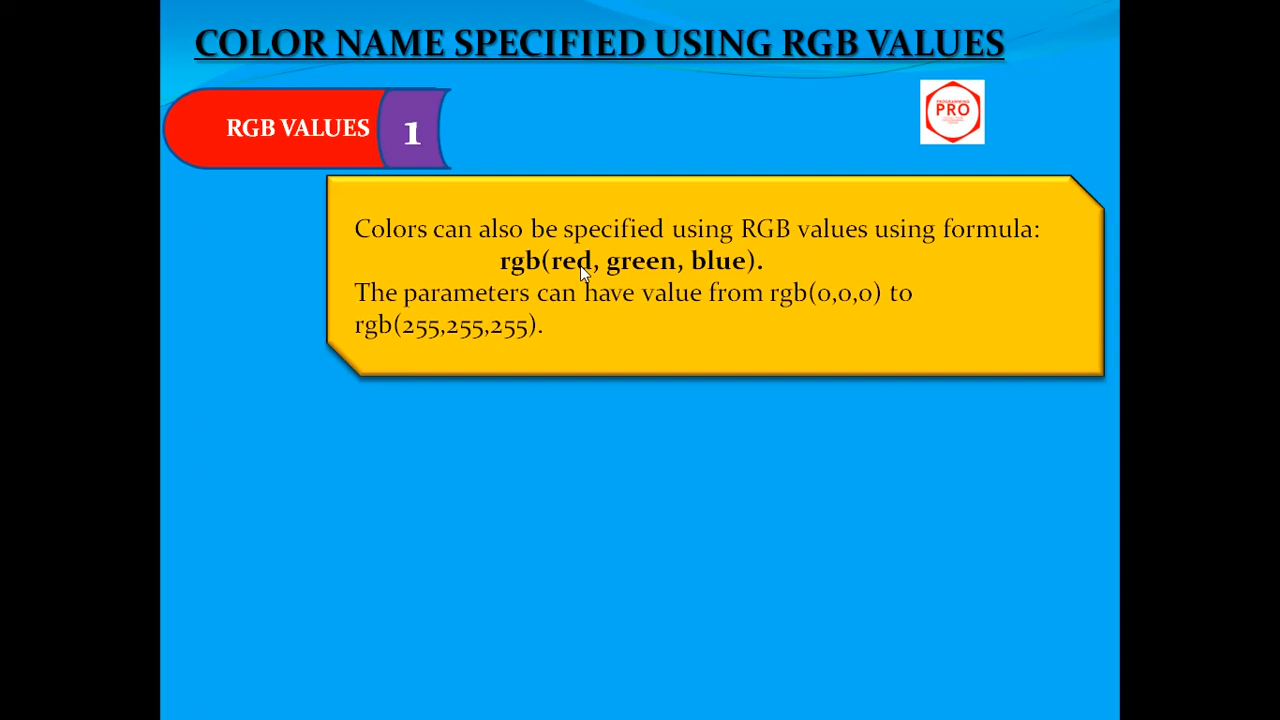 COLOR NAME SPECIFIED USING RGB VALUES
RGB VALUES 1
PROGRAMMING
PRO
Colors can also be specified using RGB values using formula:
rgb(red, green, blue).
The parameters can have value from rgb(0,0,0) to
rgb(255,255,255).